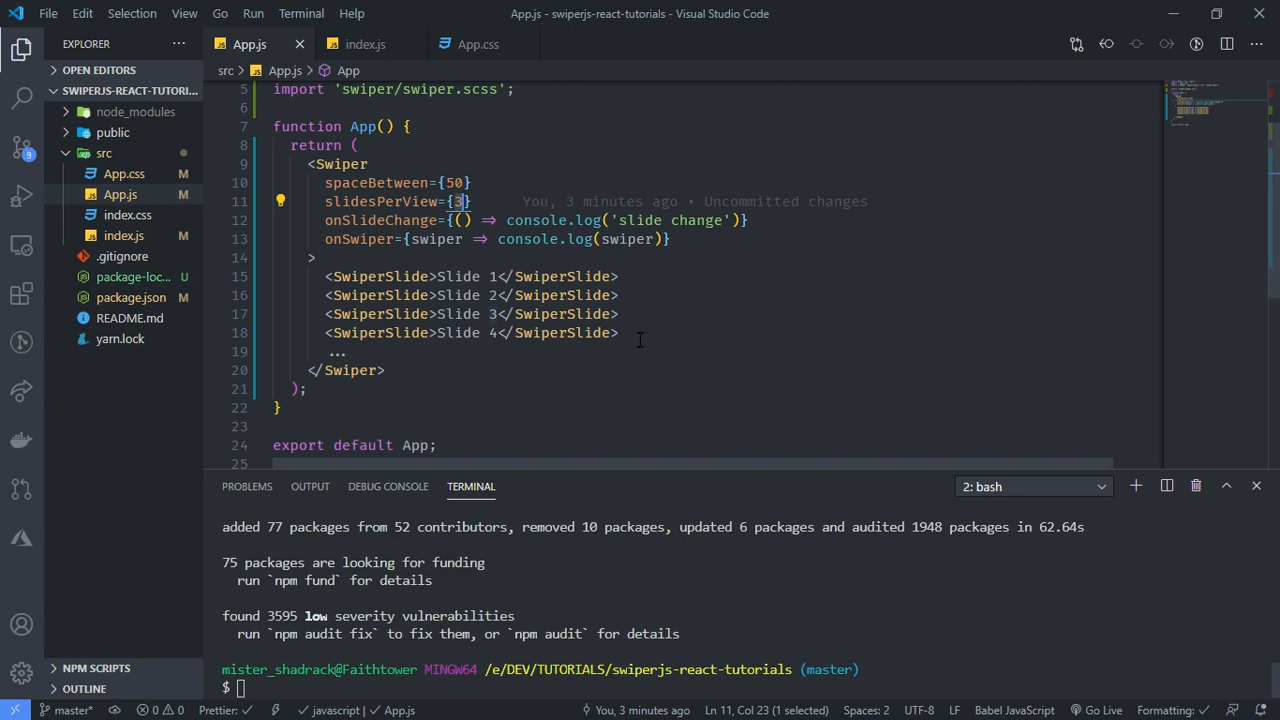 File Edit Selection View Go Run Terminal Help App.js - swiperjs-react-tutorials - Visual Studio Code
EXPLORER
App.js index.js App.css
OPEN EDITORS
src > App.js > App
SWIPERJS-REACT-TUTORI...
node_modules
public
src
App.css M
App.js M
index.css
index.js M
.gitignore
package-loc... U
package.json M
README.md
yarn.lock
NPM SCRIPTS
OUTLINE
9
5 import 'swiper/swiper.scss';
6
7 function App() {
8 return (
9 <Swiper
10 spaceBetween={50}
11 slidesPerView={3} You, 3 minutes ago • Uncommitted changes
12 onSlideChange={() => console.log('slide change')}
13 onSwiper={swiper => console.log(swiper)}
14 >
15 <SwiperSlide>Slide 1</SwiperSlide>
16 <SwiperSlide>Slide 2</SwiperSlide>
17 <SwiperSlide>Slide 3</SwiperSlide>
18 <SwiperSlide>Slide 4</SwiperSlide>
19 ...
20 </Swiper>
21 );
22 }
23
24 export default App;
25
PROBLEMS OUTPUT DEBUG CONSOLE TERMINAL 2: bash
added 77 packages from 52 contributors, removed 10 packages, updated 6 packages and audited 1948 packages in 62.64s
75 packages are looking for funding
run `npm fund` for details
found 3595 low severity vulnerabilities
run `npm audit fix` to fix them, or `npm audit` for details
mister_shadrack@Faithtower MINGW64 /e/DEV/TUTORIALS/swiperjs-react-tutorials (master)
$
master* 0 0 Prettier: ✓ ✓ javascript | ✓ App.js You, 3 minutes ago Ln 11, Col 23 (1 selected) Spaces: 2 UTF-8 LF Babel JavaScript Go Live Formatting: ✓